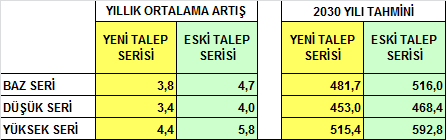 YILLIK ORTALAMA ARTIŞ 2030 YILI TAHMİNİ
YENİ TALEP SERİSİ ESKİ TALEP SERİSİ YENİ TALEP SERİSİ ESKİ TALEP SERİSİ
BAZ SERİ 3,8 4,7 481,7 516,0
DÜŞÜK SERİ 3,4 4,0 453,0 468,4
YÜKSEK SERİ 4,4 5,8 515,4 592,8